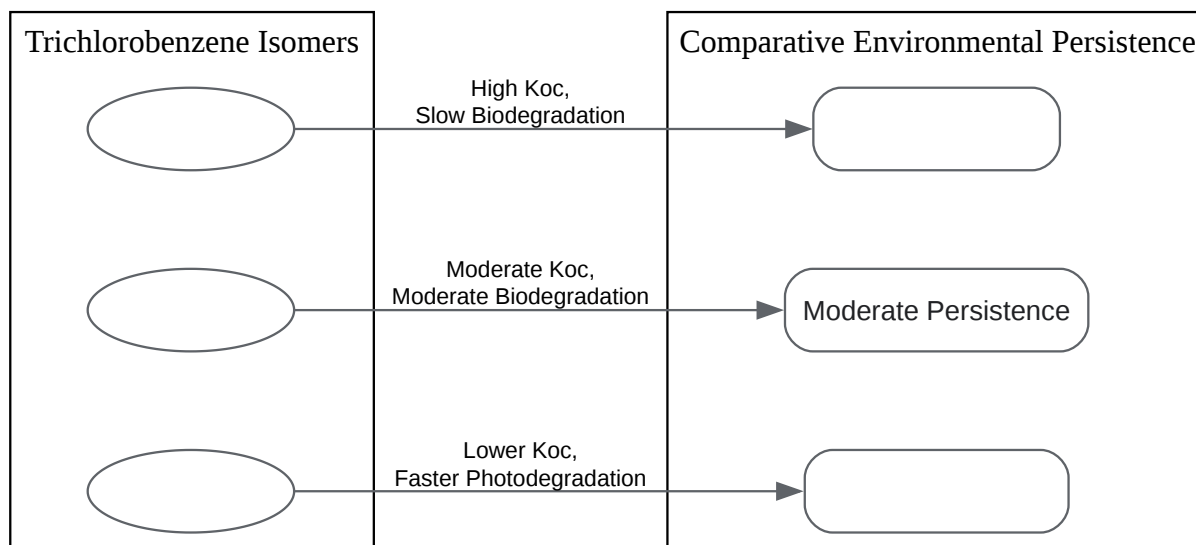 Trichlorobenzene Isomers
Comparative Environmental Persistence
High Koc,
Slow Biodegradation
Moderate Koc,
Moderate Biodegradation
Moderate Persistence
Lower Koc,
Faster Photodegradation